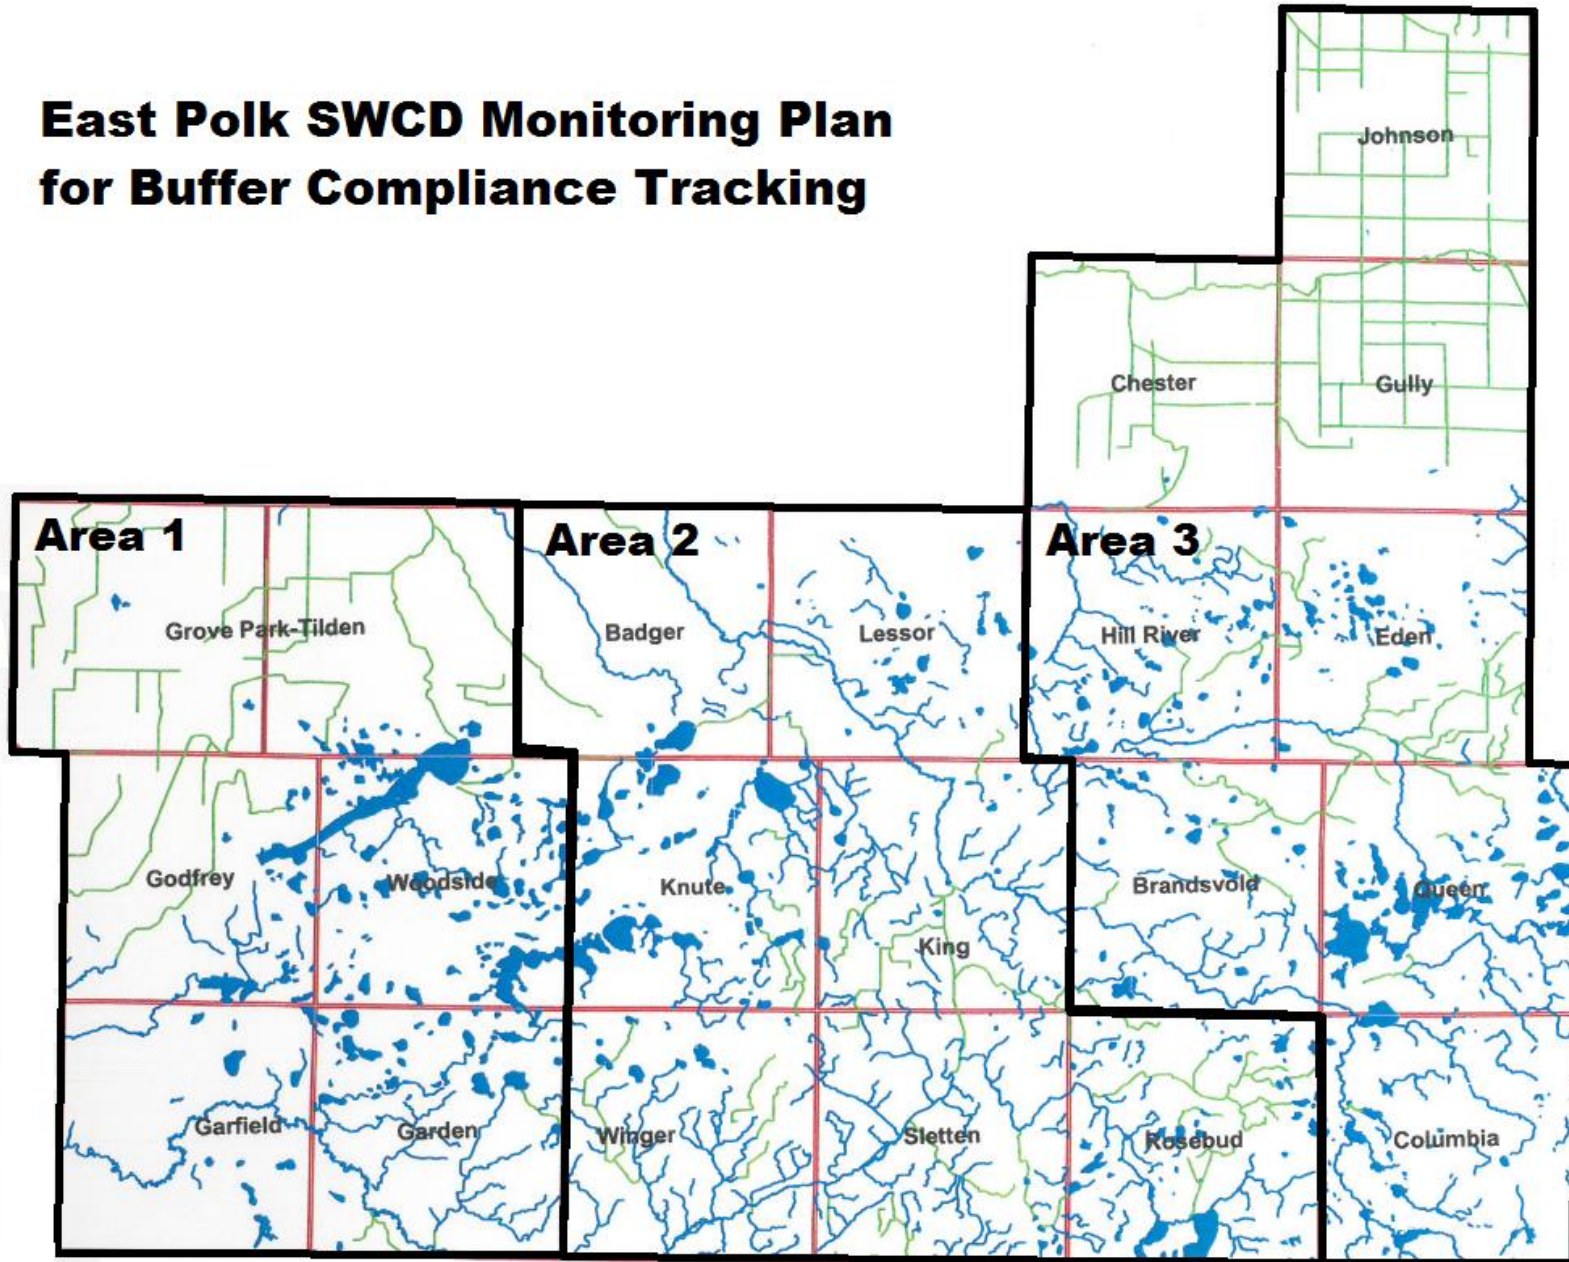 East Polk SWCD Monitoring Plan
for Buffer Compliance Tracking
Johnson
Chester
Gully
Area 1
Area 2
Area 3
Grove Park-Tilden
Badger
Lessor
Hill River
Eden
Godfrey
Woodside
Knute
King
Brandsvold
Queen
Garfield
Garden
Winger
Sletten
Rosebud
Columbia